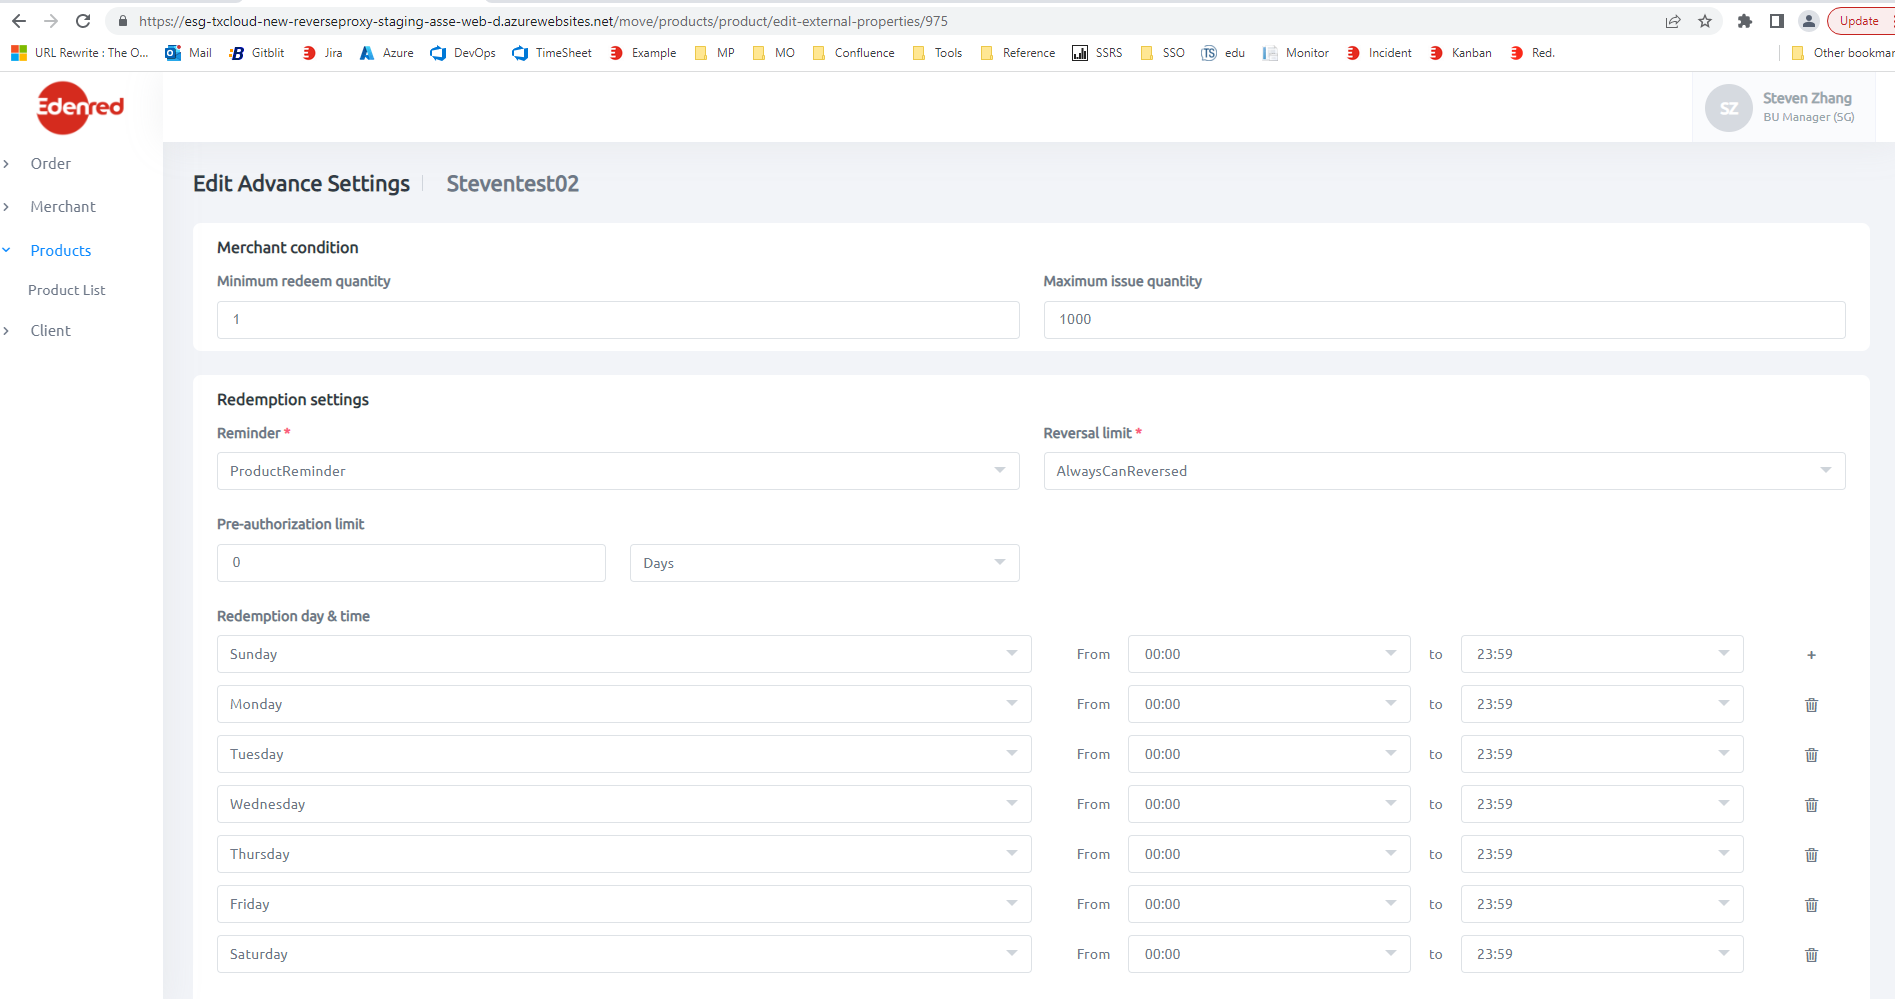 https://esg-txcloud-new-reverseproxy-staging-asse-web-d.azurewebsites.net/move/products/product/edit-external-properties/975
Update
URL Rewrite : The O...
Mail
Gitblit
Jira
Azure
DevOps
TimeSheet
Example
MP
MO
Confluence
Tools
Reference
SSRS
SSO
edu
Monitor
Incident
Kanban
Red.
Other bookmar
Edenred
SZ
Steven Zhang
BU Manager (SG)
Order
Merchant
Products
Product List
Client
Edit Advance Settings
Steventest02
Merchant condition
Minimum redeem quantity
Maximum issue quantity
1
1000
Redemption settings
Reminder *
Reversal limit *
ProductReminder
AlwaysCanReversed
Pre-authorization limit
0
Days
Redemption day & time
Sunday From 00:00 to 23:59 +
Monday From 00:00 to 23:59
Tuesday From 00:00 to 23:59
Wednesday From 00:00 to 23:59
Thursday From 00:00 to 23:59
Friday From 00:00 to 23:59
Saturday From 00:00 to 23:59